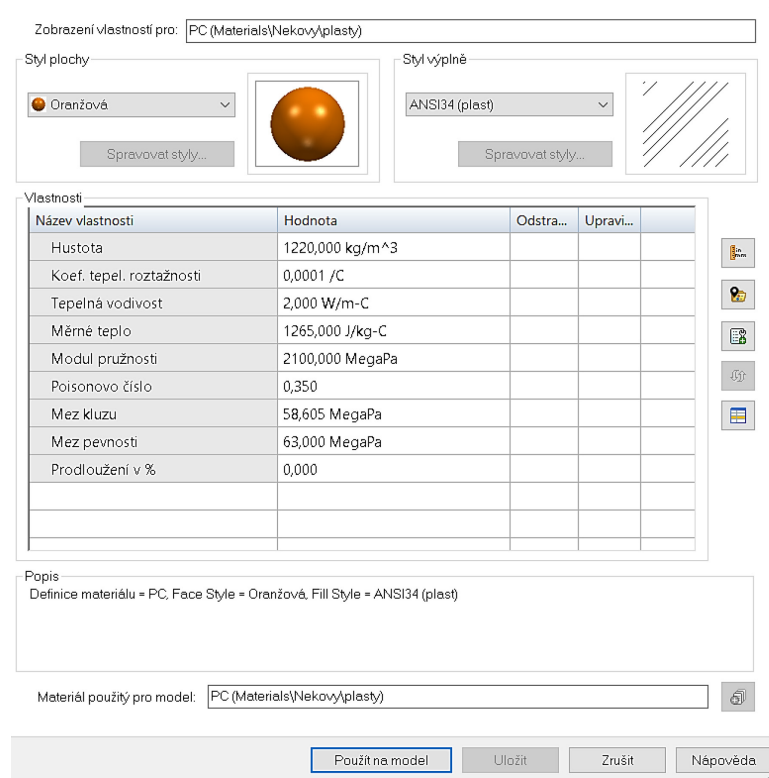 Zobrazení vlastností pro: PC (Materials\Nekovy\plasty)
Styl plochy
Styl výplně
Oranžová
ANSI34 (plast)
Spravovat styly...
Spravovat styly...
Vlastnosti
Název vlastnosti Hodnota Odstra... Upravi...
Hustota 1220,000 kg/m^3
Koef. tepel. roztažnosti 0,0001 /C
Tepelná vodivost 2,000 W/m-C
Měrné teplo 1265,000 J/kg-C
Modul pružnosti 2100,000 MegaPa
Poisonovo číslo 0,350
Mez kluzu 58,605 MegaPa
Mez pevnosti 63,000 MegaPa
Prodloužení v % 0,000
in
mm
Popis
Definice materiálu = PC, Face Style = Oranžová, Fill Style = ANSI34 (plast)
Materiál použitý pro model: PC (Materials\Nekovy\plasty)
Použít na model Uložit Zrušit Nápověda